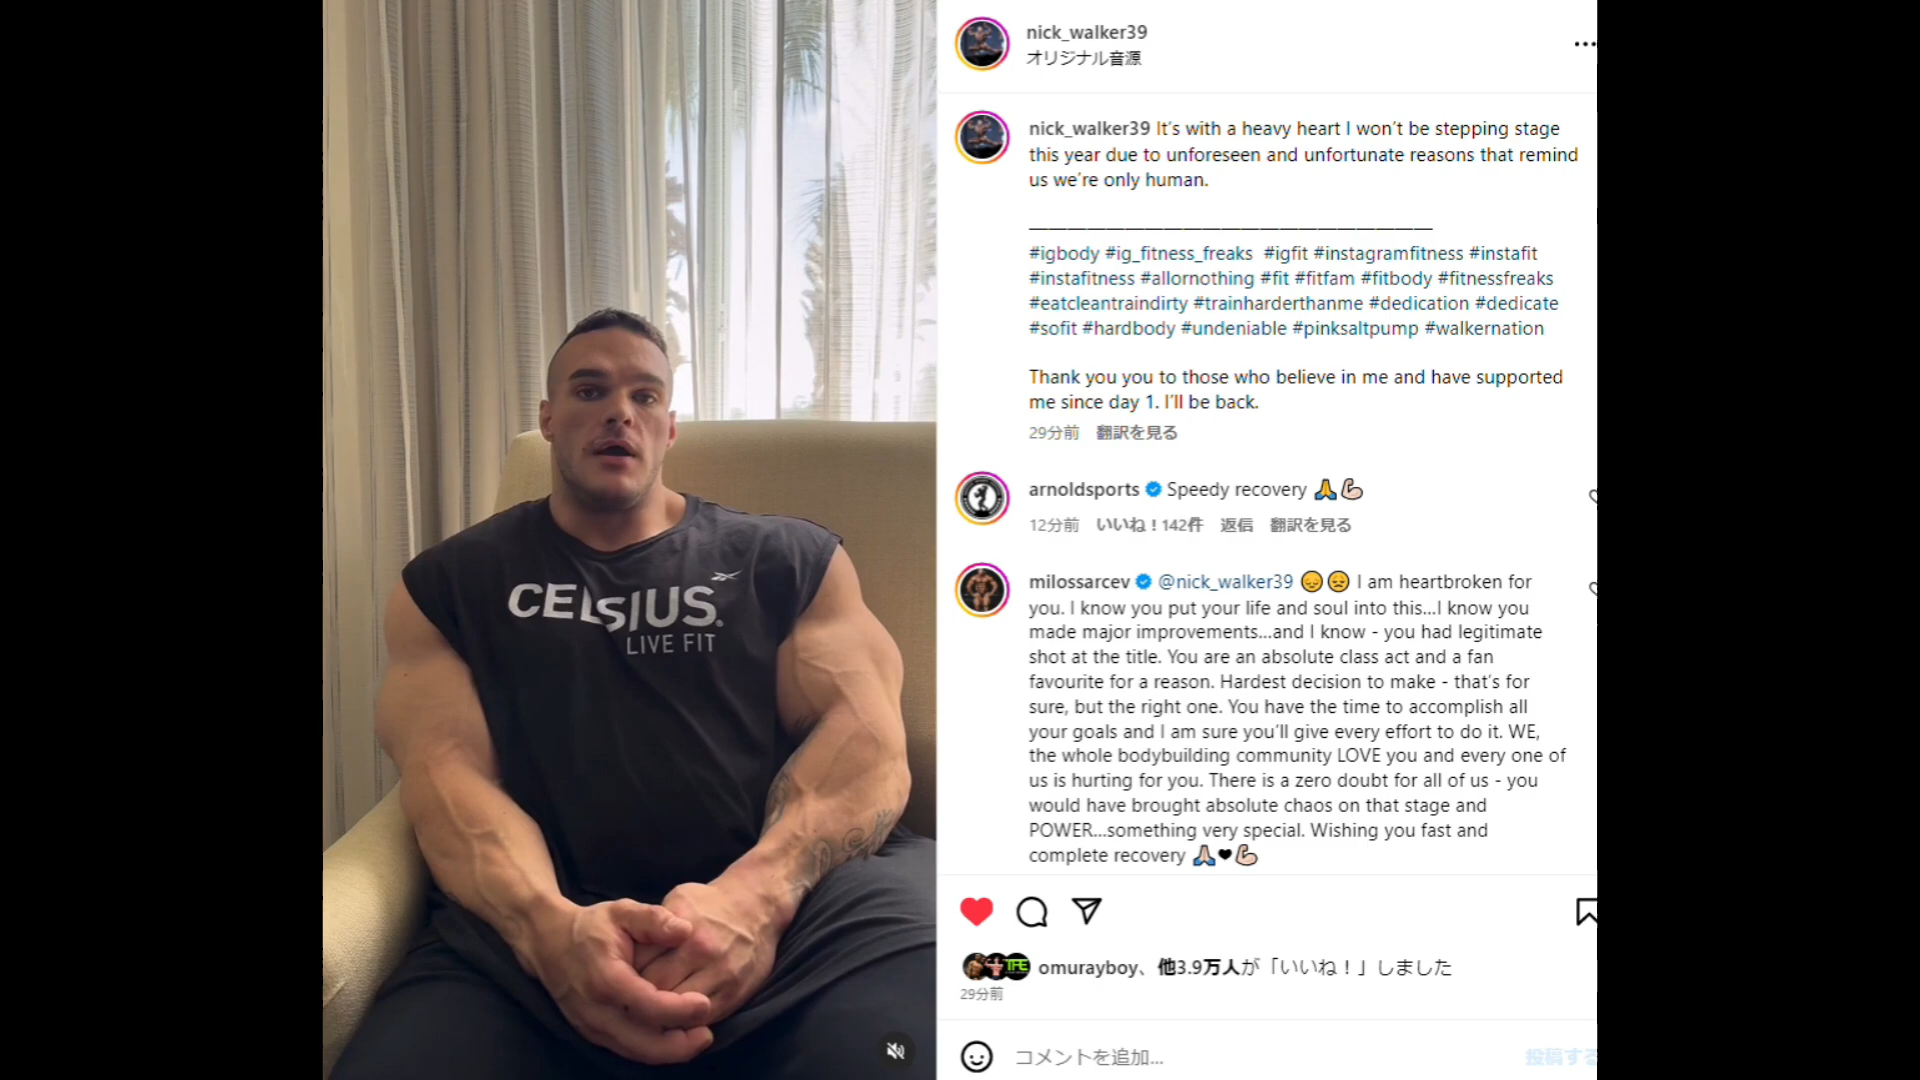 nick_walker39
オリジナル音源
nick_walker39 It's with a heavy heart I won't be stepping stage
this year due to unforeseen and unfortunate reasons that remind
us we're only human.
#igbody #ig_fitness_freaks #igfit #instagramfitness #instafit
#instafitness #allornothing #fit #fitfam #fitbody #fitnessfreaks
#eatcleantraindirty #trainharderthanme #dedication #dedicate
#sofit #hardbody #undeniable #pinksaltpump #walkernation
Thank you you to those who believe in me and have supported
me since day 1. I'll be back.
29分前 翻訳を見る
arnoldsports Speedy recovery 🙏💪🏻
12分前 いいね！142件 返信 翻訳を見る
milossarcev @nick_walker39 😞😢 I am heartbroken for
you. I know you put your life and soul into this...I know you
made major improvements...and I know - you had legitimate
shot at the title. You are an absolute class act and a fan
favourite for a reason. Hardest decision to make - that's for
sure, but the right one. You have the time to accomplish all
your goals and I am sure you'll give every effort to do it. WE,
the whole bodybuilding community LOVE you and every one of
us is hurting for you. There is a zero doubt for all of us - you
would have brought absolute chaos on that stage and
POWER...something very special. Wishing you fast and
complete recovery 🙏🏻🖤💪🏻
TFE omurayboy、他3.9万人が「いいね！」しました
29分前
コメントを追加...
投稿する
CELSIUS.
LIVE FIT